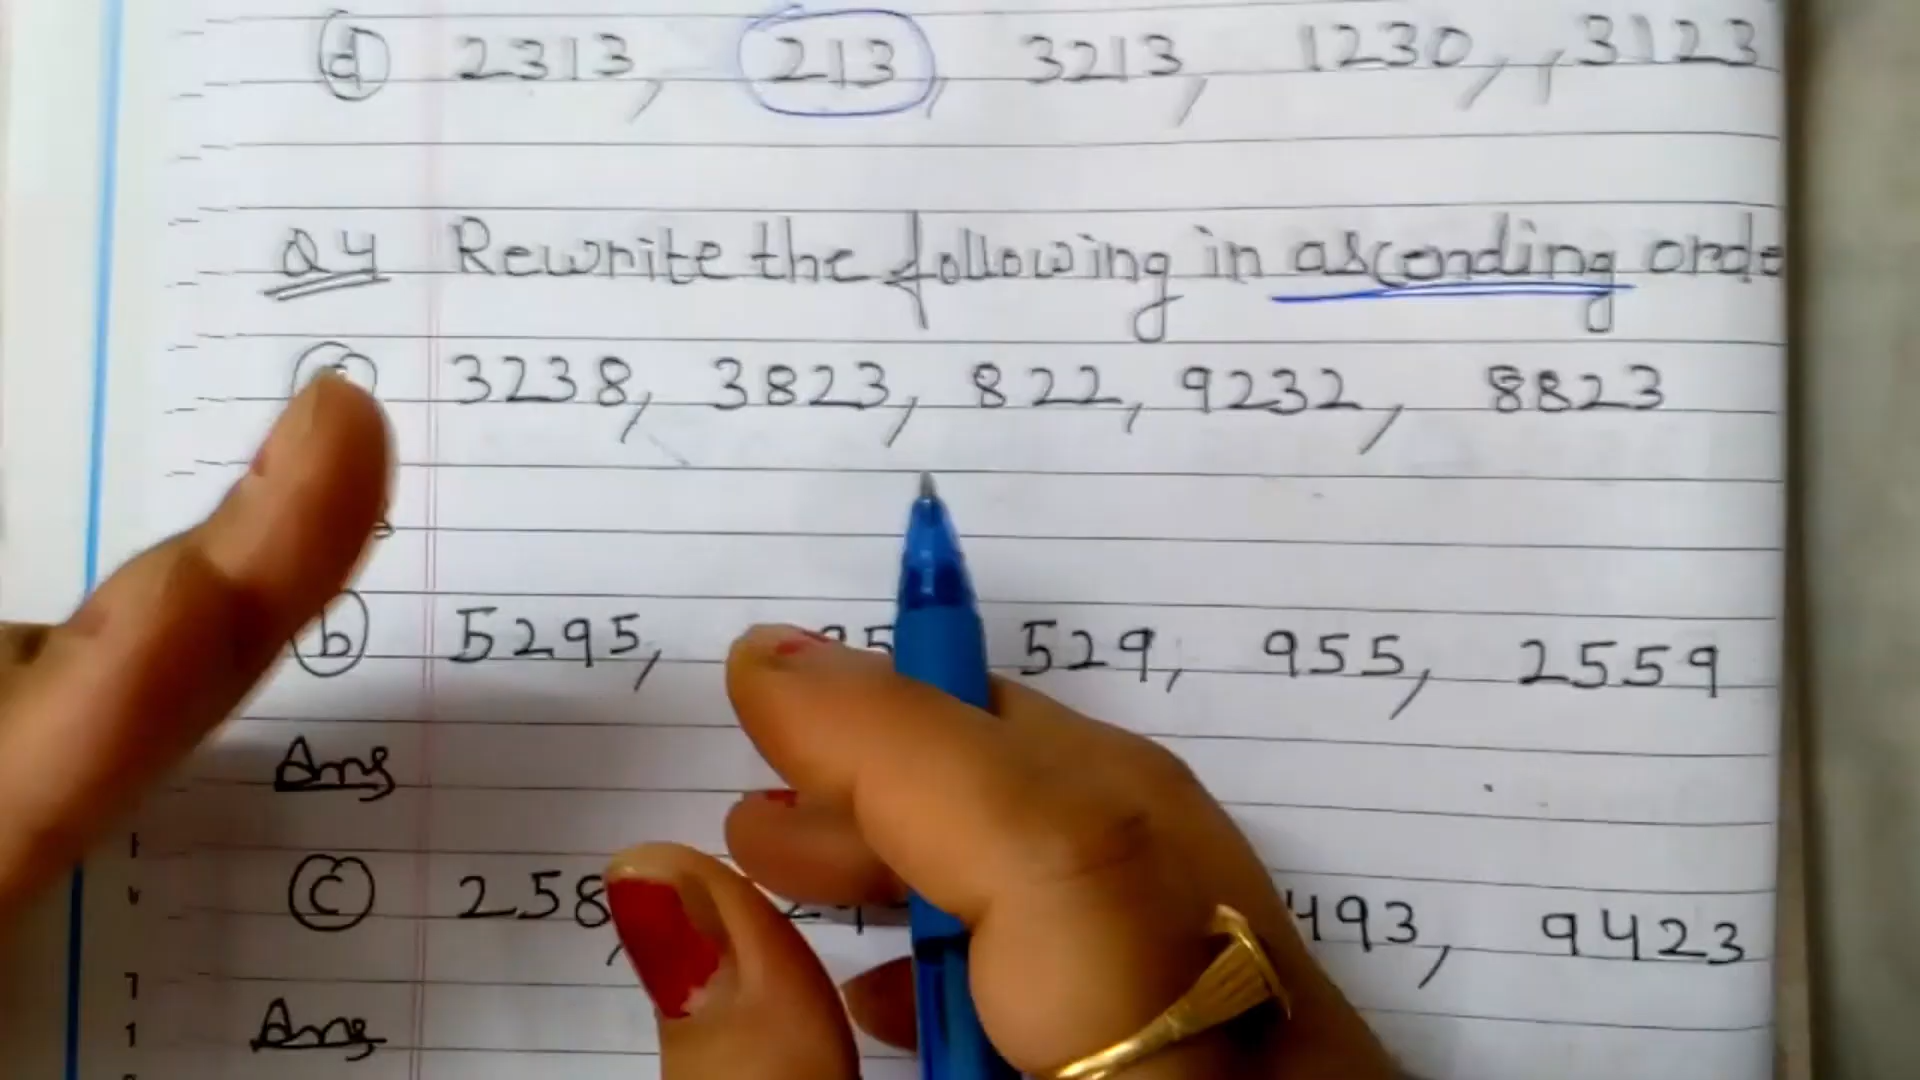 d 2313, 213, 3213, 1230, , 3123
Q4 Rewrite the following in ascending orde
3238, 3823, 822, 9232, 8823
b 5295, 529, 955, 2559
Ans
c 258 493, 9423
Ans